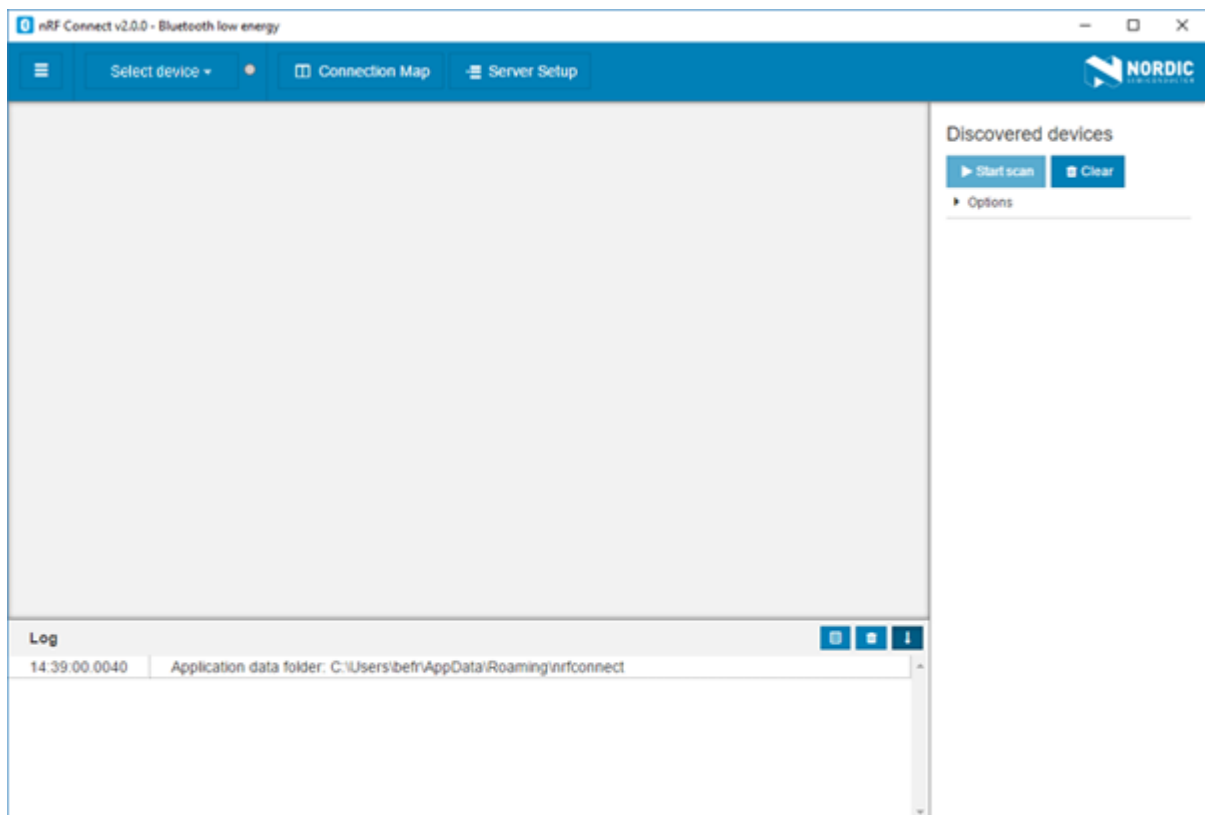 nRF Connect v2.0.0 - Bluetooth low energy
Select device
Connection Map
Server Setup
NORDIC
SEMICONDUCTOR
Discovered devices
Start scan
Clear
Options
Log
14:39:00.0040 Application data folder: C:\Users\befr\AppData\Roaming\nrfconnect